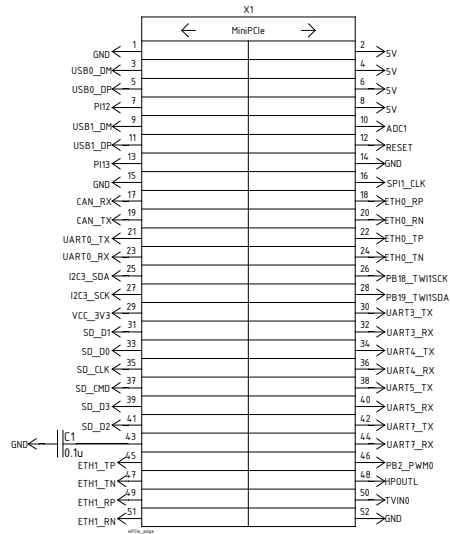 X1
MiniPCIe
GND 1 2 5V
USB0_DM 3 4 5V
USB0_DP 5 6 5V
PI12 7 8 5V
USB1_DM 9 10 ADC1
USB1_DP 11 12 RESET
PI13 13 14 GND
GND 15 16 SPI1_CLK
CAN_RX 17 18 ETH0_RP
CAN_TX 19 20 ETH0_RN
UART0_TX 21 22 ETH0_TP
UART0_RX 23 24 ETH0_TN
I2C3_SDA 25 26 PB18_TWI1SCK
I2C3_SCK 27 28 PB19_TWI1SDA
VCC_3V3 29 30 UART3_TX
SD_D1 31 32 UART3_RX
SD_D0 33 34 UART4_TX
SD_CLK 35 36 UART4_RX
SD_CMD 37 38 UART5_TX
SD_D3 39 40 UART5_RX
SD_D2 41 42 UART7_TX
GND C1 0.1u 43 44 UART7_RX
ETH1_TP 45 46 PB2_PWM0
ETH1_TN 47 48 HPOUTL
ETH1_RP 49 50 TVIN0
ETH1_RN 51 52 GND
mPCIe_edge